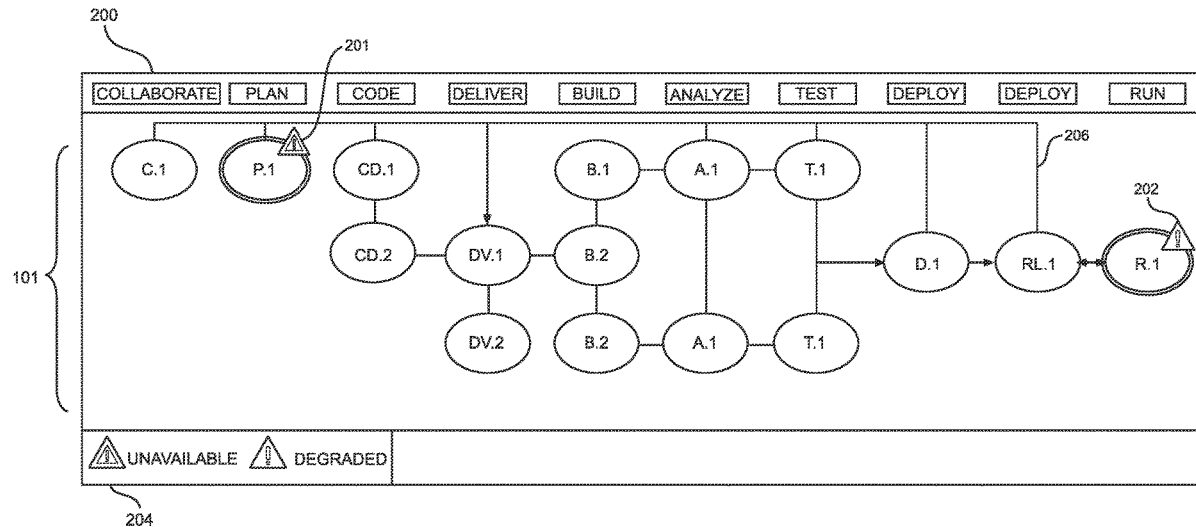 200
201
COLLABORATE PLAN CODE DELIVER BUILD ANALYZE TEST DEPLOY DEPLOY RUN
206
C.1 P.1 CD.1 B.1 A.1 T.1
202
101
CD.2 DV.1 B.2 D.1 RL.1 R.1
DV.2 B.2 A.1 T.1
UNAVAILABLE DEGRADED
204